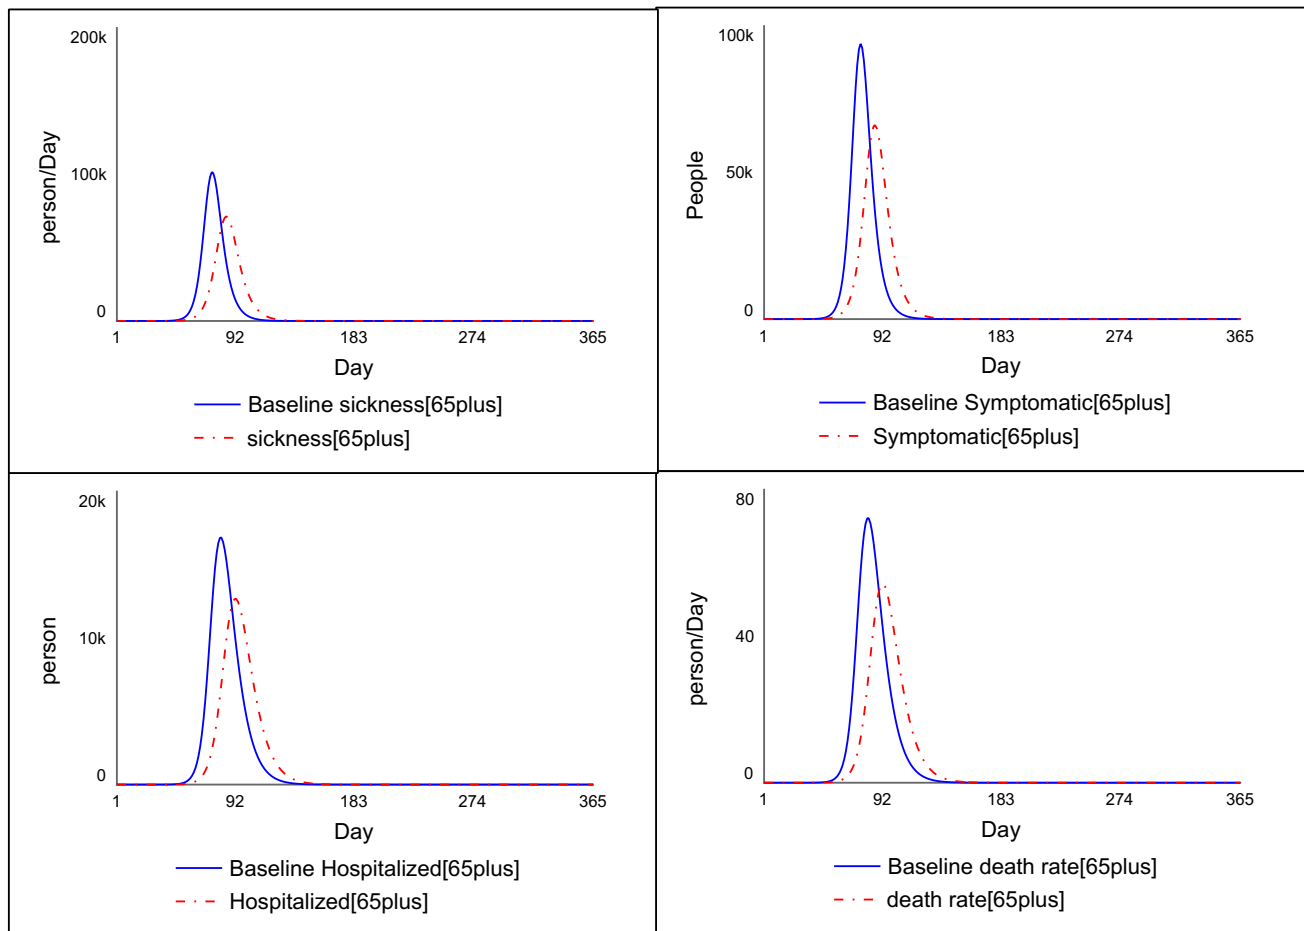 200k
100k
0
person/Day
1 92 183 274 365
Day
Baseline sickness[65plus]
sickness[65plus]
100k
50k
0
People
1 92 183 274 365
Day
Baseline Symptomatic[65plus]
Symptomatic[65plus]
20k
10k
0
person
1 92 183 274 365
Day
Baseline Hospitalized[65plus]
Hospitalized[65plus]
80
40
0
person/Day
1 92 183 274 365
Day
Baseline death rate[65plus]
death rate[65plus]